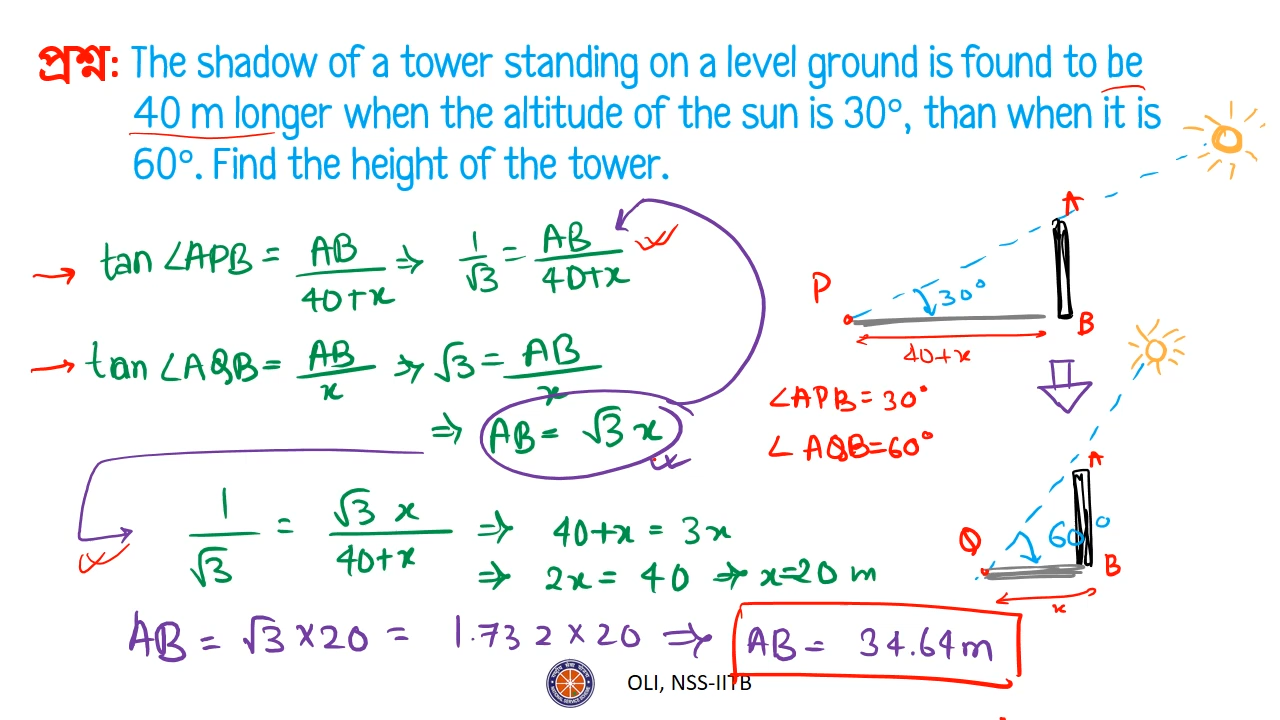 প্রশ্ন: The shadow of a tower standing on a level ground is found to be
40 m longer when the altitude of the sun is 30°, than when it is
60°. Find the height of the tower.
tan ∠APB = AB/40+x ⇒ 1/√3 = AB/40+x
tan ∠AQB = AB/x ⇒ √3 = AB/x
⇒ AB = √3 x
1/√3 = √3 x/40+x ⇒ 40+x = 3x
⇒ 2x = 40 ⇒ x=20 m
AB = √3 × 20 = 1.732 × 20 ⇒ AB = 34.64 m
A
P
30°
B
40+x
∠APB = 30°
∠AQB = 60°
A
Q
60°
B
x
OLI, NSS-IITB